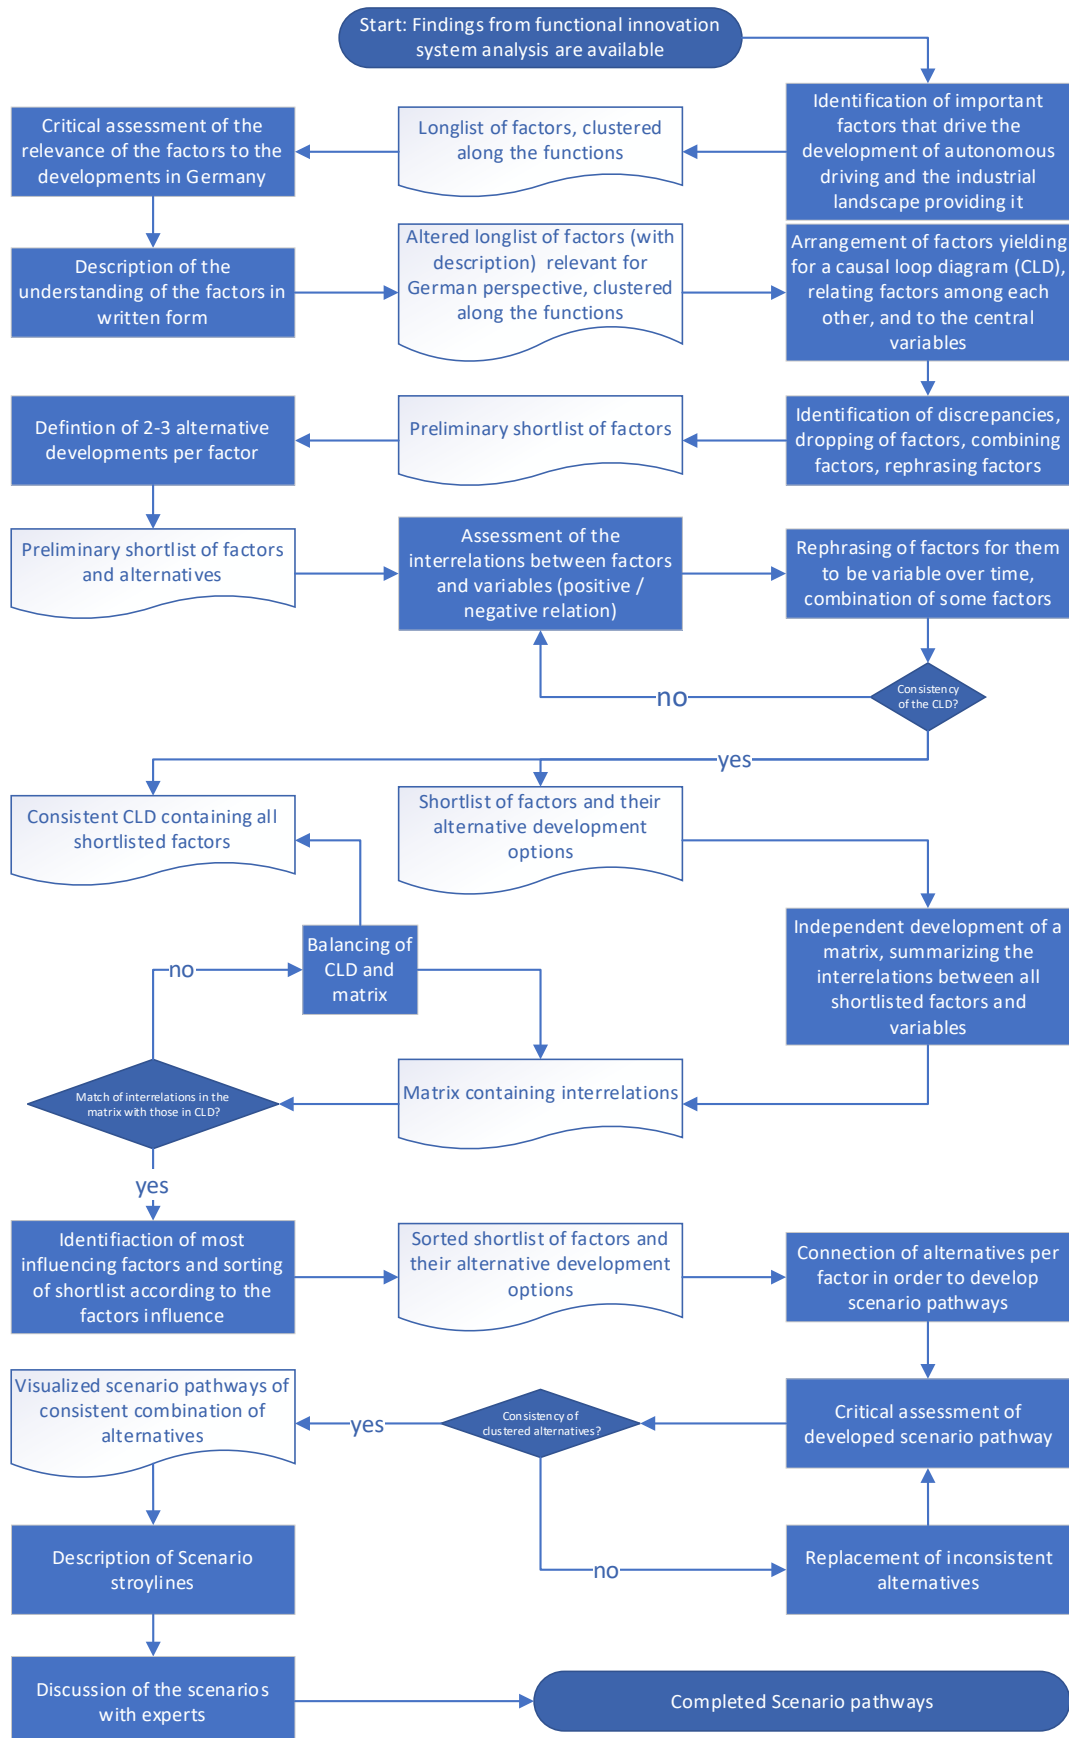 Start: Findings from functional innovation
system analysis are available
Identification of important
factors that drive the
development of autonomous
driving and the industrial
landscape providing it
Longlist of factors, clustered
along the functions
Critical assessment of the
relevance of the factors to the
developments in Germany
Description of the
understanding of the factors in
written form
Altered longlist of factors (with
description) relevant for
German perspective, clustered
along the functions
Arrangement of factors yielding
for a causal loop diagram (CLD),
relating factors among each
other, and to the central
variables
Identification of discrepancies,
dropping of factors, combining
factors, rephrasing factors
Preliminary shortlist of factors
Defintion of 2-3 alternative
developments per factor
Preliminary shortlist of factors
and alternatives
Assessment of the
interrelations between factors
and variables (positive /
negative relation)
Rephrasing of factors for them
to be variable over time,
combination of some factors
Consistency
of the CLD?
no
yes
Consistent CLD containing all
shortlisted factors
Shortlist of factors and their
alternative development
options
Independent development of a
matrix, summarizing the
interrelations between all
shortlisted factors and
variables
Balancing of
CLD and
matrix
no
Matrix containing interrelations
Match of interrelations in the
matrix with those in CLD?
yes
Identifiaction of most
influencing factors and sorting
of shortlist according to the
factors influence
Sorted shortlist of factors and
their alternative development
options
Connection of alternatives per
factor in order to develop
scenario pathways
Critical assessment of
developed scenario pathway
Consistency of
clustered alternatives?
yes
Visualized scenario pathways of
consistent combination of
alternatives
no
Replacement of inconsistent
alternatives
Description of Scenario
stroylines
Discussion of the scenarios
with experts
Completed Scenario pathways